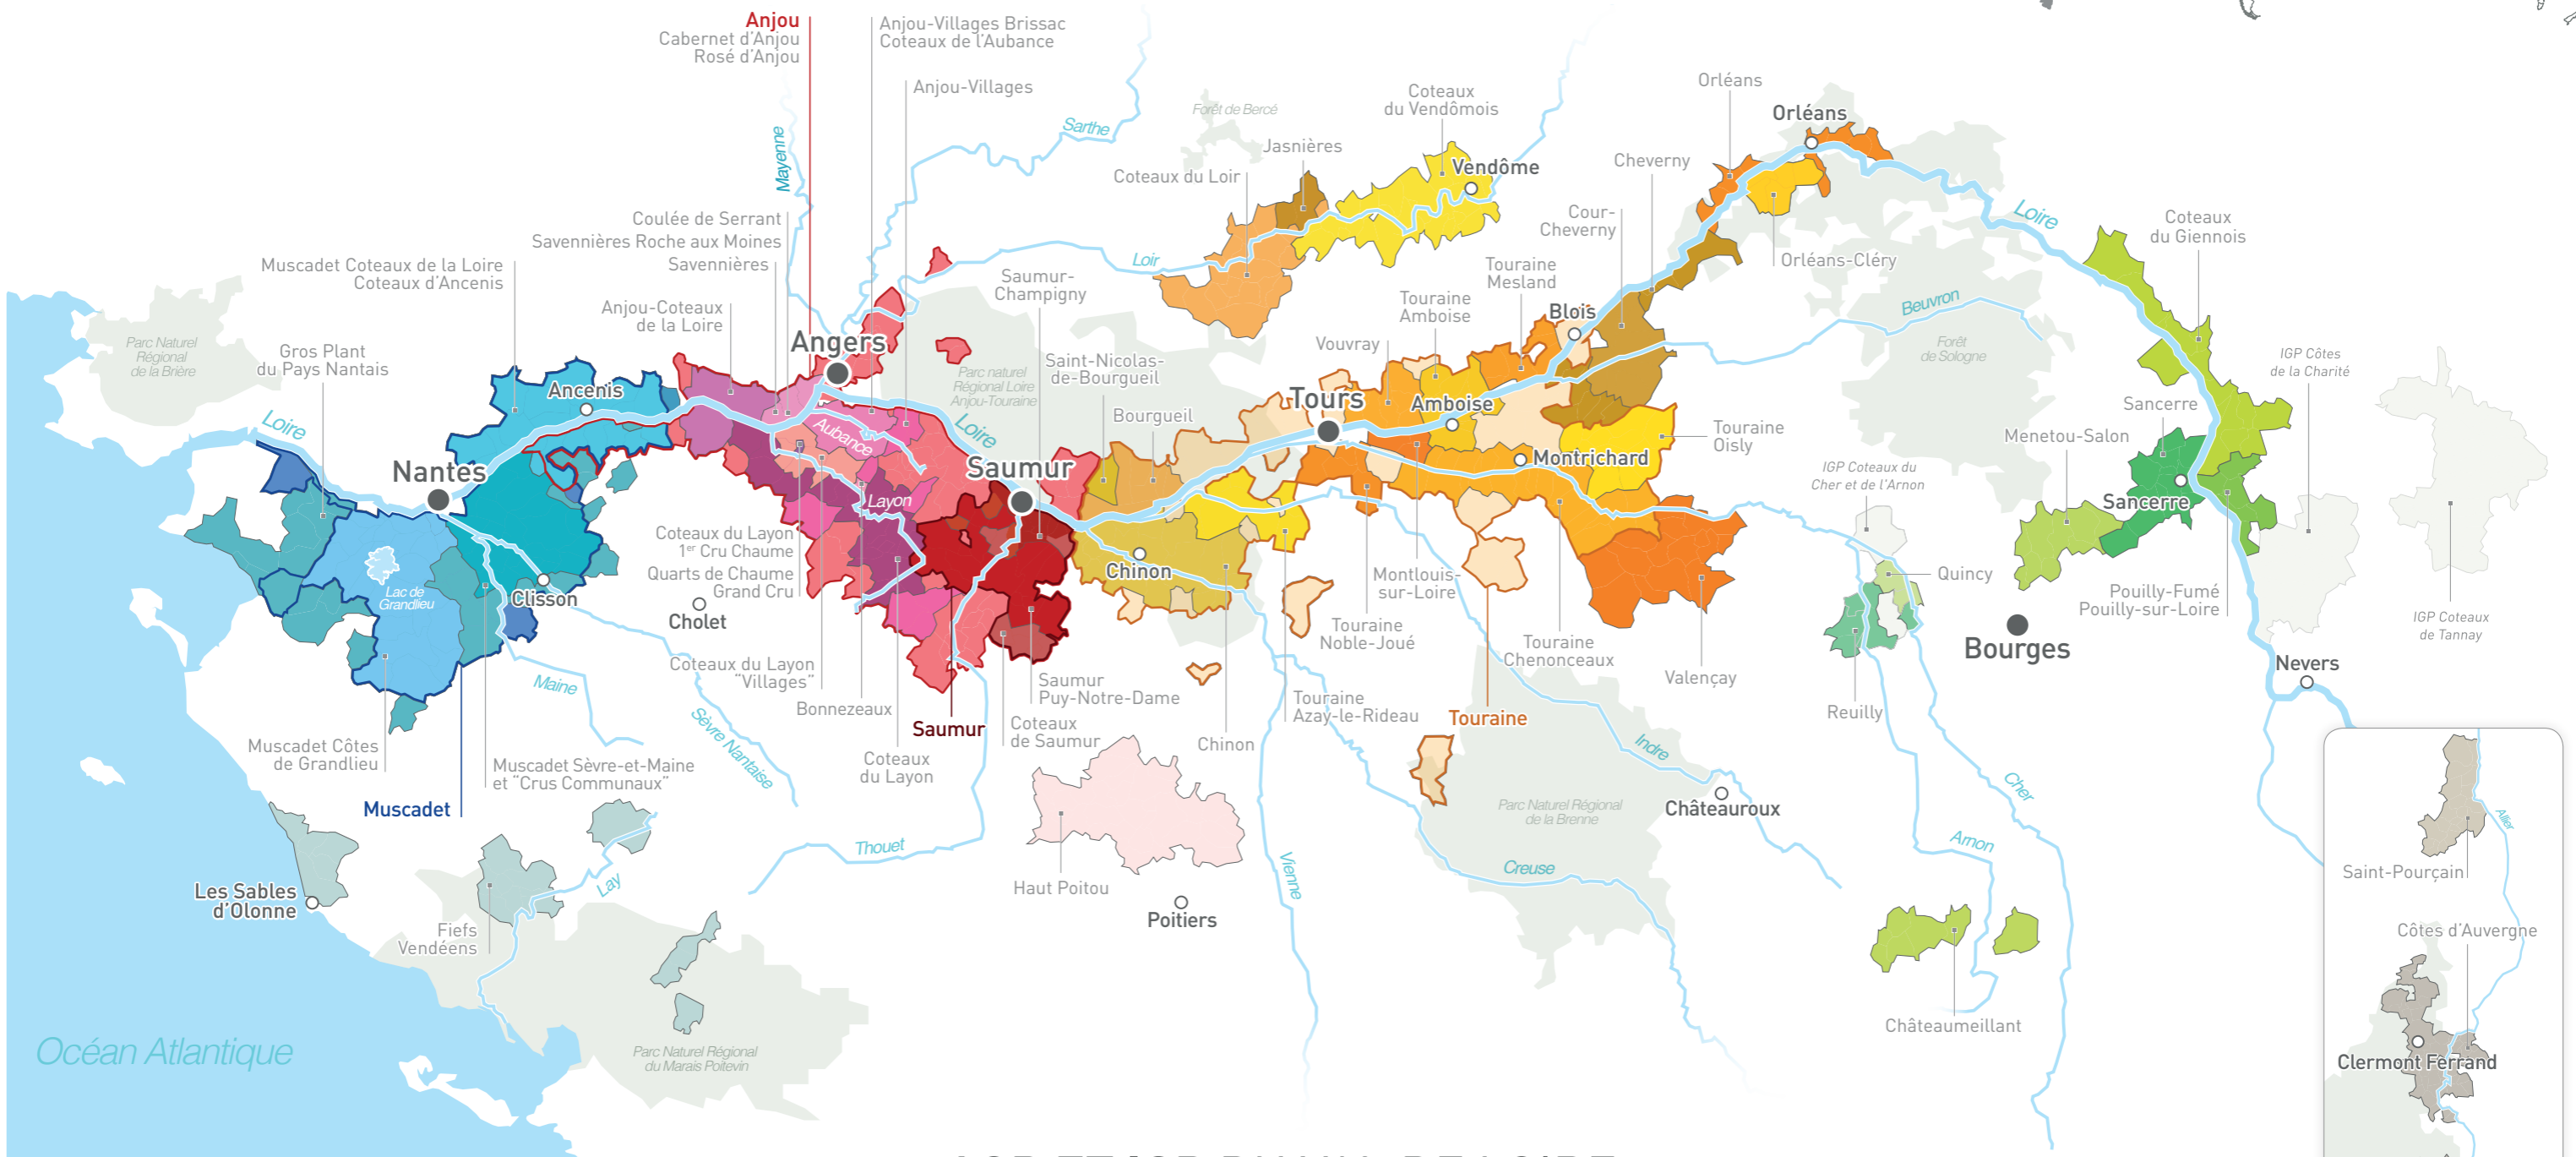 Anjou
Cabernet d'Anjou
Rosé d'Anjou
Anjou-Villages Brissac
Coteaux de l'Aubance
Anjou-Villages
Mayenne
Sarthe
Forêt de Bercé
Jasnières
Coteaux du Loir
Coteaux
du Vendômois
Vendôme
Orléans
Orléans
Cheverny
Cour-
Cheverny
Orléans-Cléry
Loire
Coteaux
du Giennois
Coulée de Serrant
Savennières Roche aux Moines
Savennières
Muscadet Coteaux de la Loire
Coteaux d'Ancenis
Anjou-Coteaux
de la Loire
Loir
Saumur-
Champigny
Touraine
Mesland
Touraine
Amboise
Blois
Vouvray
Beuvron
Forêt
de Sologne
Parc Naturel
Régional
de la Brière
Gros Plant
du Pays Nantais
Ancenis
Angers
Parc naturel
Régional Loire
Anjou-Touraine
Saint-Nicolas-
de-Bourgueil
Bourgueil
Tours
Amboise
Montrichard
Touraine
Oisly
IGP Côtes
de la Charité
Sancerre
Menetou-Salon
IGP Coteaux du
Cher et de l'Arnon
Sancerre
Loire
Nantes
Aubance
Loire
Saumur
Layon
Coteaux du Layon
1er Cru Chaume
Quarts de Chaume
Grand Cru
Chinon
Montlouis-
sur-Loire
Quincy
Pouilly-Fumé
Pouilly-sur-Loire
IGP Coteaux
de Tannay
Lac de
Grandlieu
Clisson
Cholet
Touraine
Noble-Joué
Touraine
Chenonceaux
Valençay
Bourges
Nevers
Coteaux du Layon
"Villages"
Bonnezeaux
Saumur
Saumur
Puy-Notre-Dame
Coteaux
de Saumur
Chinon
Touraine
Azay-le-Rideau
Touraine
Reuilly
Maine
Sèvre Nantaise
Muscadet Côtes
de Grandlieu
Muscadet Sèvre-et-Maine
et "Crus Communaux"
Muscadet
Coteaux
du Layon
Indre
Parc Naturel Régional
de la Brenne
Châteauroux
Cher
Arnon
Thouet
Haut Poitou
Vienne
Creuse
Poitiers
Les Sables
d'Olonne
Lay
Fiefs
Vendéens
Châteaumeillant
Océan Atlantique
Parc Naturel Régional
du Marais Poitevin
Allier
Saint-Pourçain
Côtes d'Auvergne
Clermont Ferrand